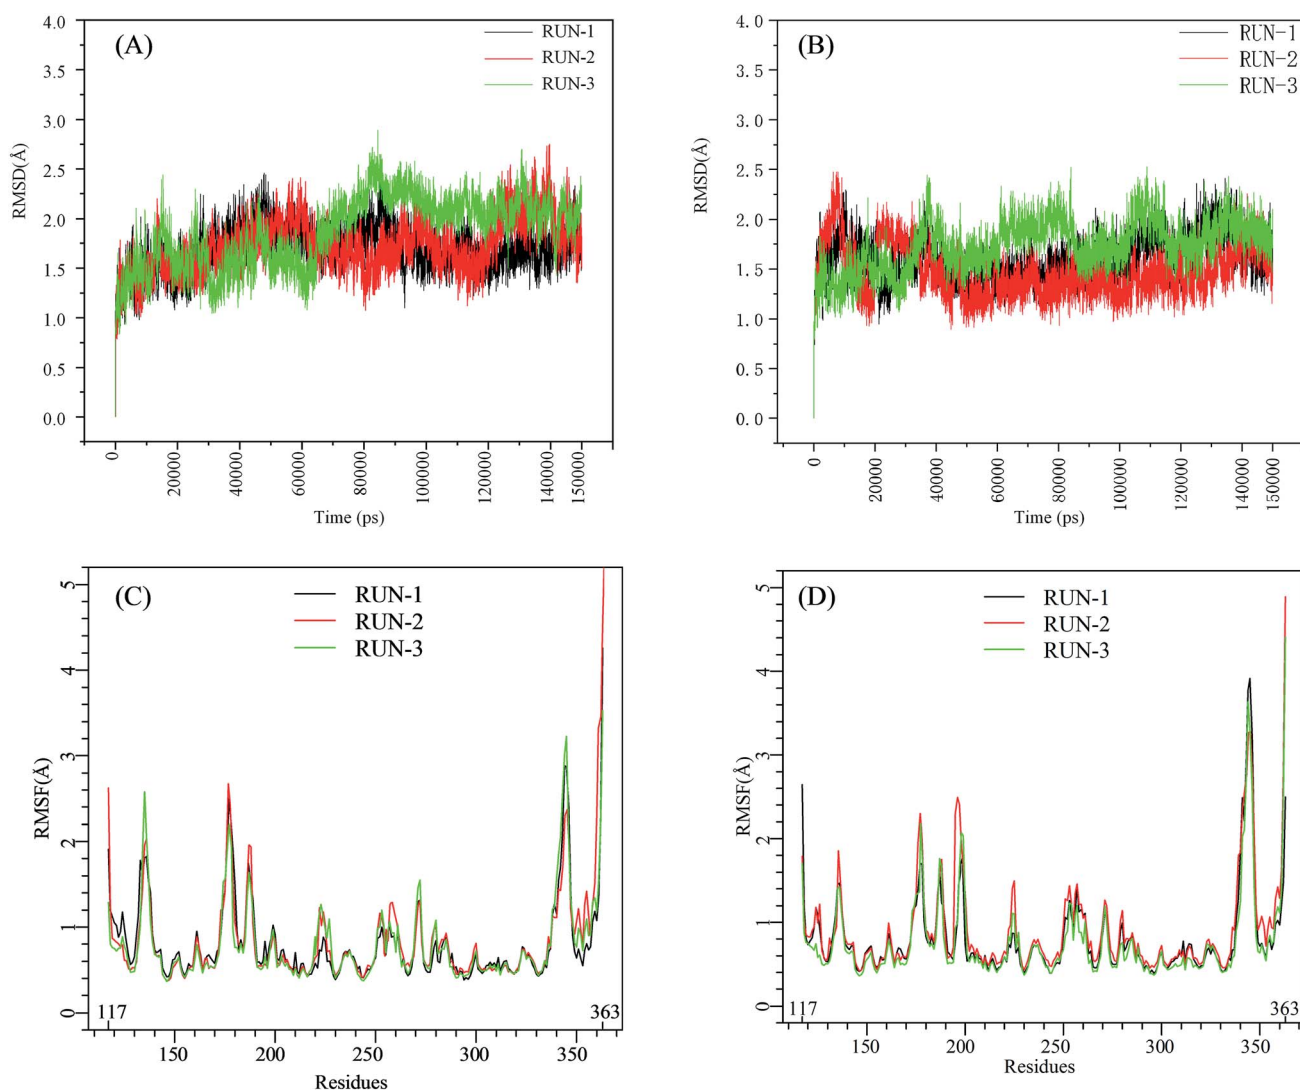 (A)
RUN-1
RUN-2
RUN-3
4.0
3.5
3.0
2.5
2.0
1.5
1.0
0.5
0.0
RMSD(Å)
0
20000
40000
60000
80000
100000
120000
140000
150000
Time (ps)
(B)
RUN-1
RUN-2
RUN-3
4.0
3.5
3.0
2.5
2.0
1.5
1.0
0.5
0.0
RMSD(Å)
0
20000
40000
60000
80000
100000
120000
140000
150000
Time (ps)
(C)
RUN-1
RUN-2
RUN-3
5
4
3
2
1
0
RMSF(Å)
117
363
150
200
250
300
350
Residues
(D)
RUN-1
RUN-2
RUN-3
5
4
3
2
1
0
RMSF(Å)
117
363
150
200
250
300
350
Residues